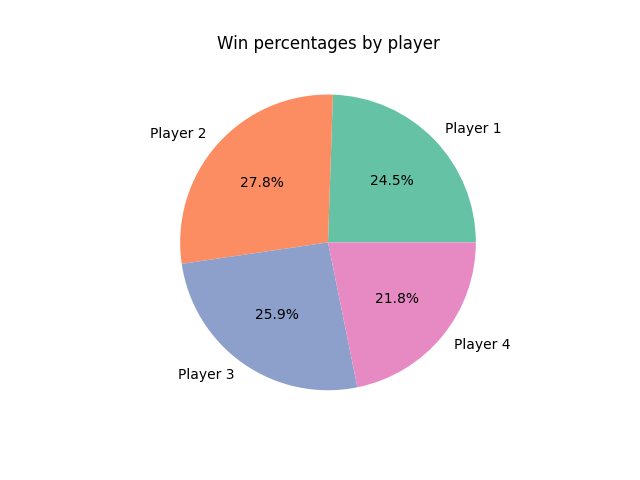 Win percentages by player
Player 1
Player 2
24.5%
27.8%
25.9%
21.8%
Player 3
Player 4